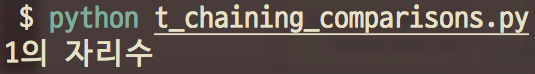 $ python t_chaining_comparisons.py
1의 자리수